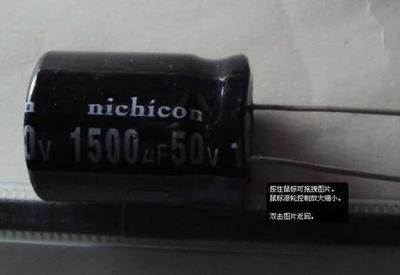 nichicon
1500µF50V
按住鼠标可拖拽图片。
鼠标滚轮控制放大缩小。
双击图片返回。